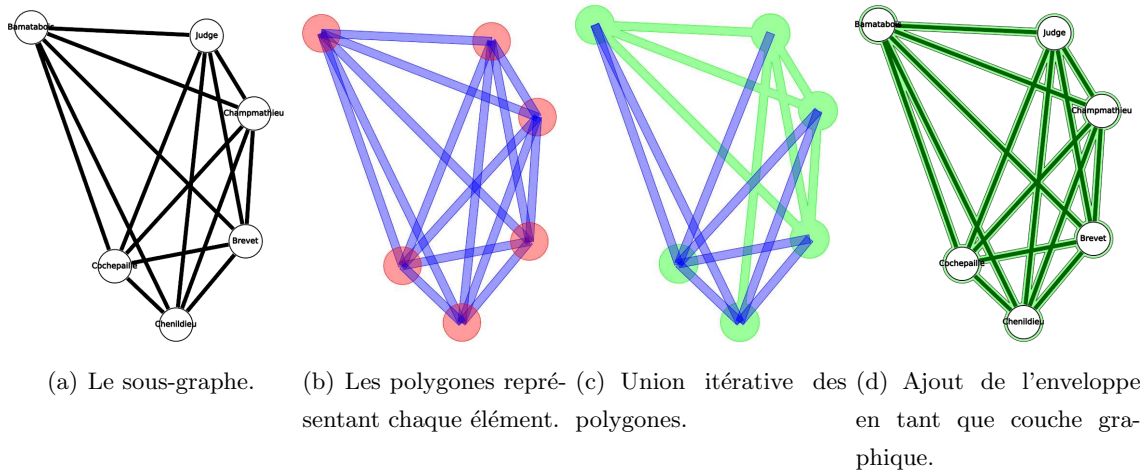 Bamatabois
Judge
Champmathieu
Brevet
Cochepaille
Chenildieu
Bamatabois
Judge
Champmathieu
Brevet
Cochepaille
Chenildieu
(a) Le sous-graphe.
(b) Les polygones repré-
sentant chaque élément.
(c) Union itérative des
polygones.
(d) Ajout de l'enveloppe
en tant que couche gra-
phique.